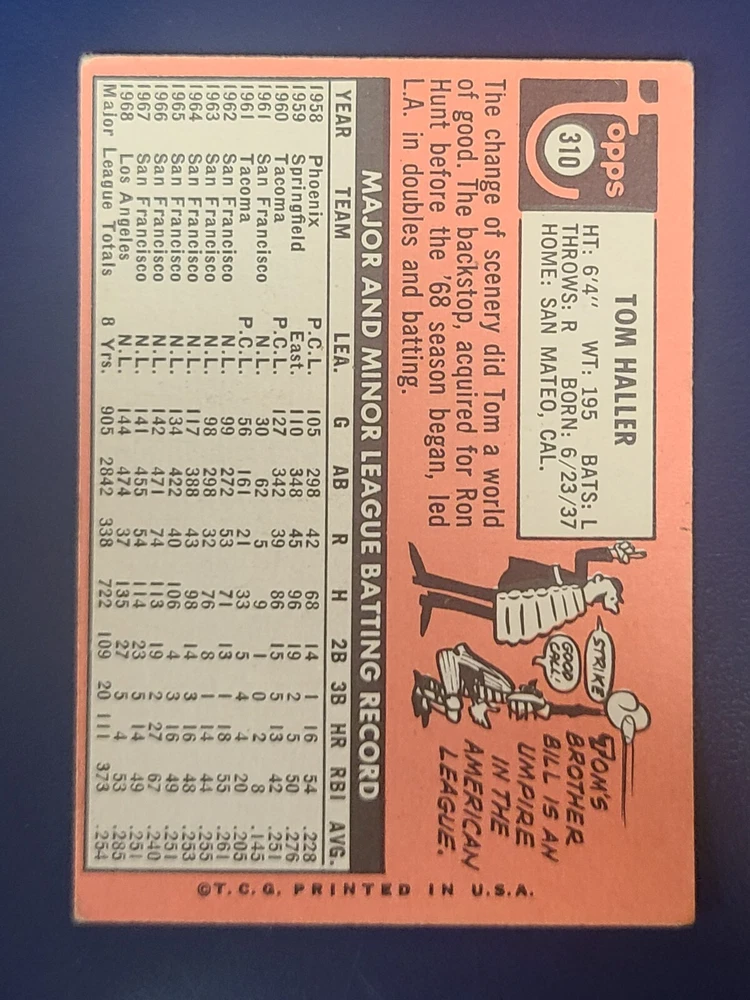 Topps
310
TOM HALLER
HT: 6'4" WT: 195 BATS: L
THROWS: R BORN: 6/23/37
HOME: SAN MATEO, CAL.
The change of scenery did Tom a world
of good. The backstop, acquired for Ron
Hunt before the '68 season began, led
L.A. in doubles and batting.
STRIKE
GOOD
CALL!
TOM'S
BROTHER
BILL IS AN
UMPIRE
IN THE
AMERICAN
LEAGUE.
MAJOR AND MINOR LEAGUE BATTING RECORD
YEAR TEAM LEA. G AB R H 2B 3B HR RBI AVG.
1958 Phoenix P.C.L. 105 298 42 68 14 1 16 54 .228
1959 Springfield East. 110 348 45 96 19 2 5 50 .276
1960 Tacoma P.C.L. 127 342 39 86 15 5 13 42 .251
1961 San Francisco N.L. 30 62 5 9 1 0 2 8 .145
1961 Tacoma P.C.L. 56 161 21 33 5 4 4 20 .205
1962 San Francisco N.L. 99 272 53 71 13 1 18 55 .261
1963 San Francisco N.L. 98 298 32 76 8 1 14 44 .255
1964 San Francisco N.L. 117 388 43 98 14 3 16 48 .253
1965 San Francisco N.L. 134 422 40 106 4 3 16 49 .251
1966 San Francisco N.L. 142 471 74 113 19 2 27 67 .240
1967 San Francisco N.L. 141 455 54 114 23 5 14 49 .251
1968 Los Angeles N.L. 144 474 37 135 27 5 4 53 .285
Major League Totals 8 Yrs. 905 2842 338 722 109 20 111 373 .254
©T.C.G. PRINTED IN U.S.A.